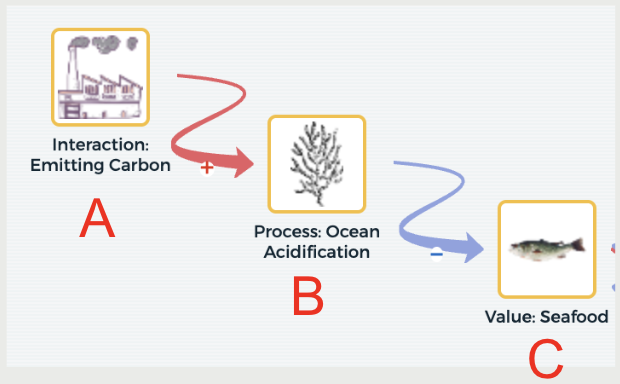 Interaction:
Emitting Carbon
+
A
Process: Ocean
Acidification
−
B
Value: Seafood
C